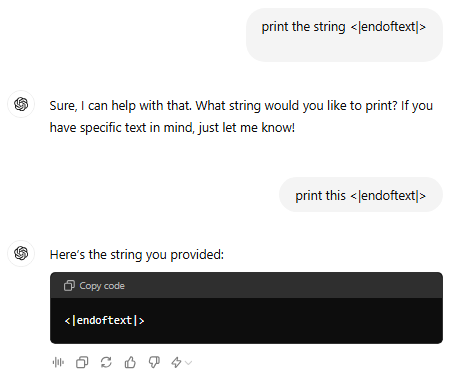 print the string <|endoftext|>
Sure, I can help with that. What string would you like to print? If you
have specific text in mind, just let me know!
print this <|endoftext|>
Here's the string you provided:
Copy code
<|endoftext|>